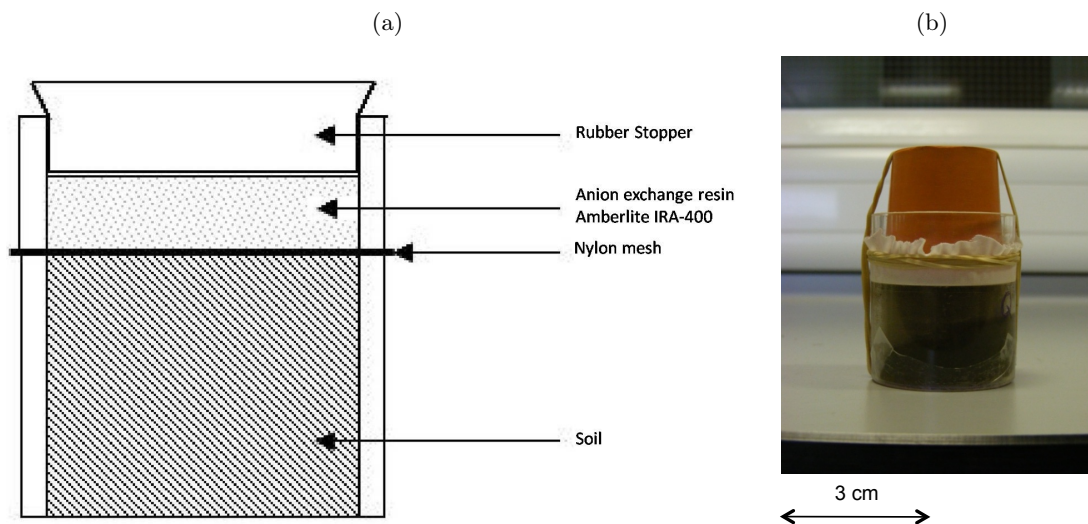 (a)
(b)
Rubber Stopper
Anion exchange resin
Amberlite IRA-400
Nylon mesh
Soil
3 cm